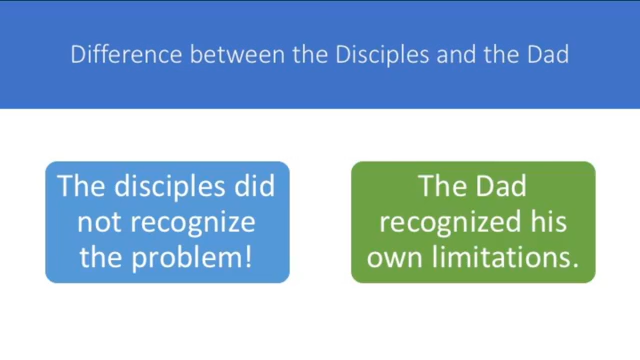 Difference between the Disciples and the Dad
The disciples did
not recognize
the problem!
The Dad
recognized his
own limitations.